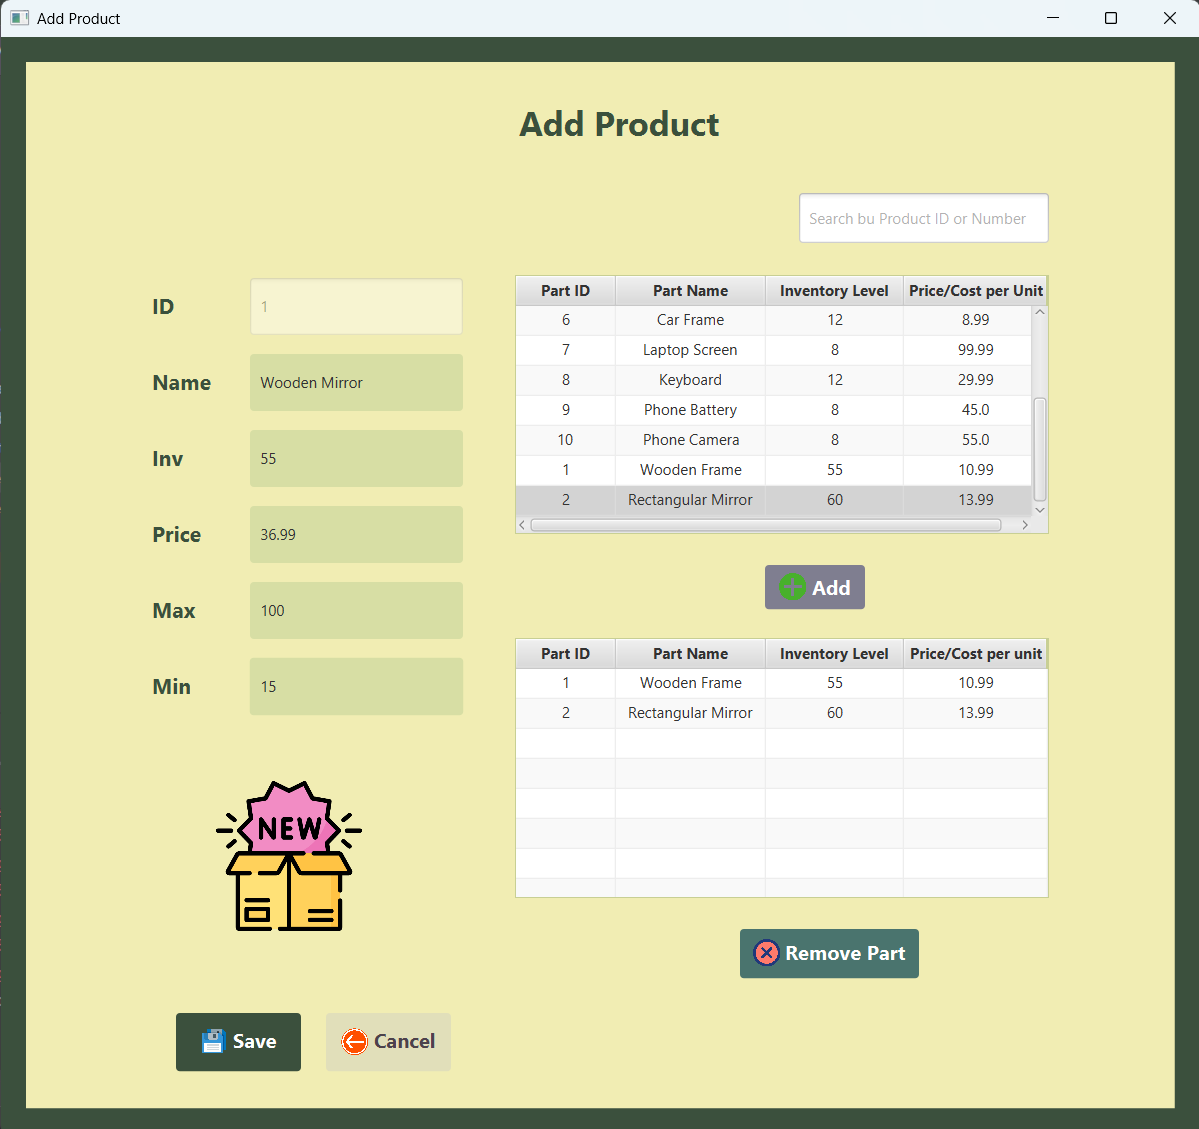 Add Product
Add Product
Search bu Product ID or Number
ID 1
Name Wooden Mirror
Inv 55
Price 36.99
Max 100
Min 15
NEW
Save Cancel
Part ID Part Name Inventory Level Price/Cost per Unit
6 Car Frame 12 8.99
7 Laptop Screen 8 99.99
8 Keyboard 12 29.99
9 Phone Battery 8 45.0
10 Phone Camera 8 55.0
1 Wooden Frame 55 10.99
2 Rectangular Mirror 60 13.99
Add
Part ID Part Name Inventory Level Price/Cost per unit
1 Wooden Frame 55 10.99
2 Rectangular Mirror 60 13.99
Remove Part